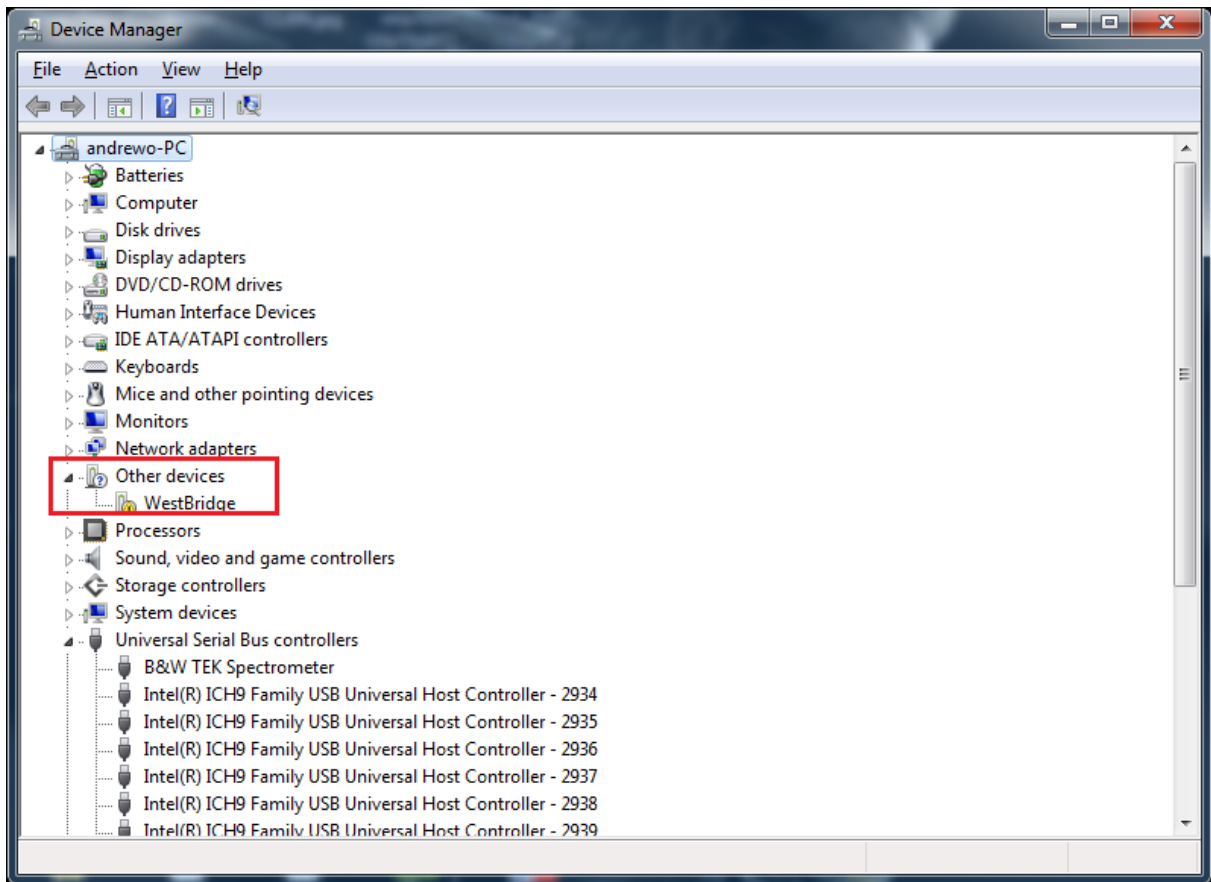 Device Manager
File Action View Help
andrewo-PC
Batteries
Computer
Disk drives
Display adapters
DVD/CD-ROM drives
Human Interface Devices
IDE ATA/ATAPI controllers
Keyboards
Mice and other pointing devices
Monitors
Network adapters
Other devices
WestBridge
Processors
Sound, video and game controllers
Storage controllers
System devices
Universal Serial Bus controllers
B&W TEK Spectrometer
Intel(R) ICH9 Family USB Universal Host Controller - 2934
Intel(R) ICH9 Family USB Universal Host Controller - 2935
Intel(R) ICH9 Family USB Universal Host Controller - 2936
Intel(R) ICH9 Family USB Universal Host Controller - 2937
Intel(R) ICH9 Family USB Universal Host Controller - 2938
Intel(R) ICH9 Family USB Universal Host Controller - 2939